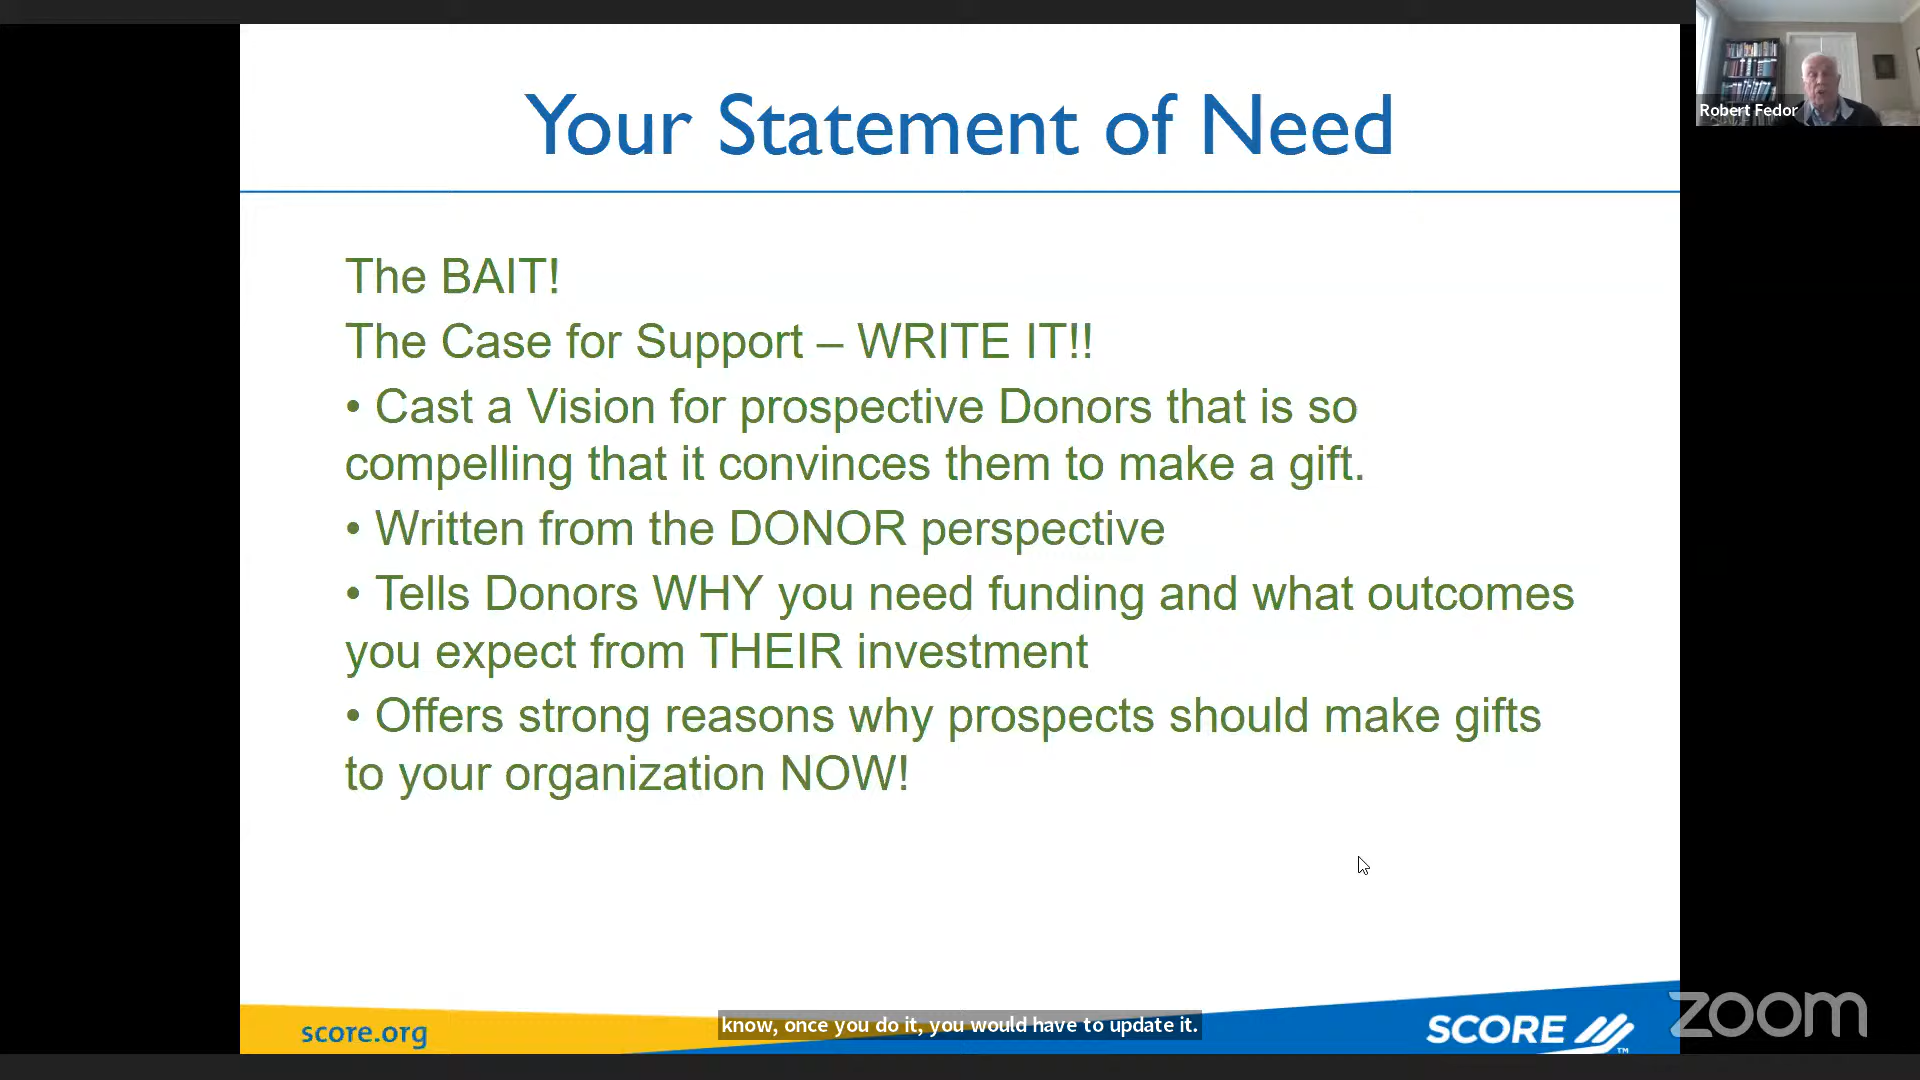 Your Statement of Need
Robert Fedor
The BAIT!
The Case for Support – WRITE IT!!
• Cast a Vision for prospective Donors that is so
compelling that it convinces them to make a gift.
• Written from the DONOR perspective
• Tells Donors WHY you need funding and what outcomes
you expect from THEIR investment
• Offers strong reasons why prospects should make gifts
to your organization NOW!
know, once you do it, you would have to update it.
score.org
SCORE TM
zoom